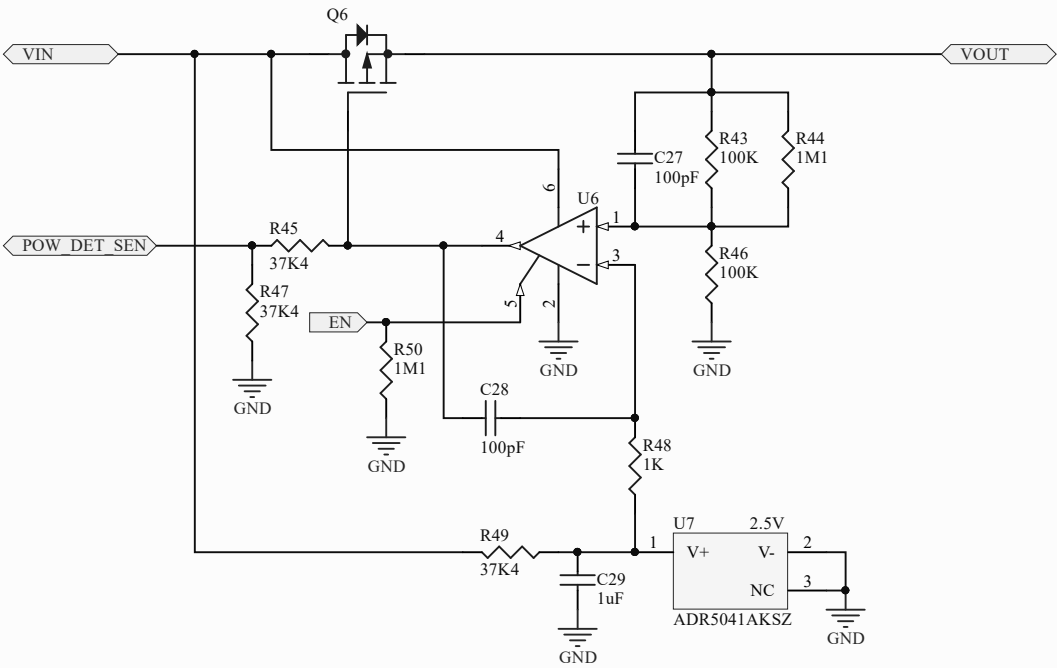 Q6
VIN
VOUT
R43
100K
R44
1M1
C27
100pF
6
U6
1
+
R45
37K4
POW_DET_SEN
4
3
−
R46
100K
R47
37K4
5
2
EN
GND
GND
R50
1M1
GND
C28
100pF
GND
R48
1K
U7
2.5V
R49
37K4
1
V+
V-
2
C29
1uF
NC
3
ADR5041AKSZ
GND
GND